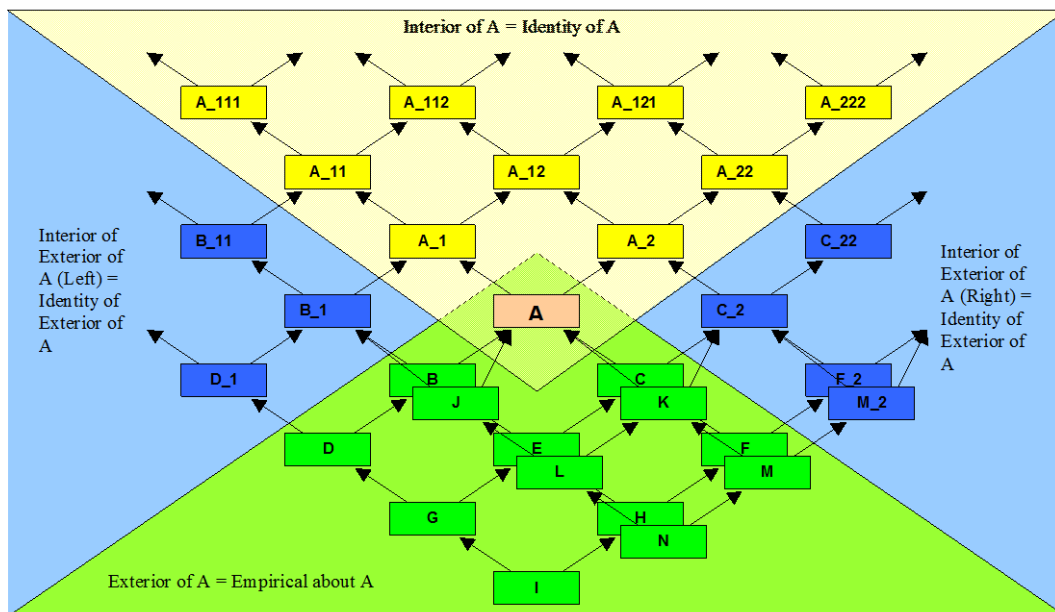 Interior of A = Identity of A
A_111
A_112
A_121
A_222
A_11
A_12
A_22
B_11
A_1
A_2
C_22
Interior of
Exterior of
A (Left) =
Identity of
Exterior of
A
Interior of
Exterior of
A (Right) =
Identity of
Exterior of
A
B_1
A
C_2
D_1
B
C
F_2
J
K
M_2
D
E
F
L
M
G
H
N
Exterior of A = Empirical about A
I